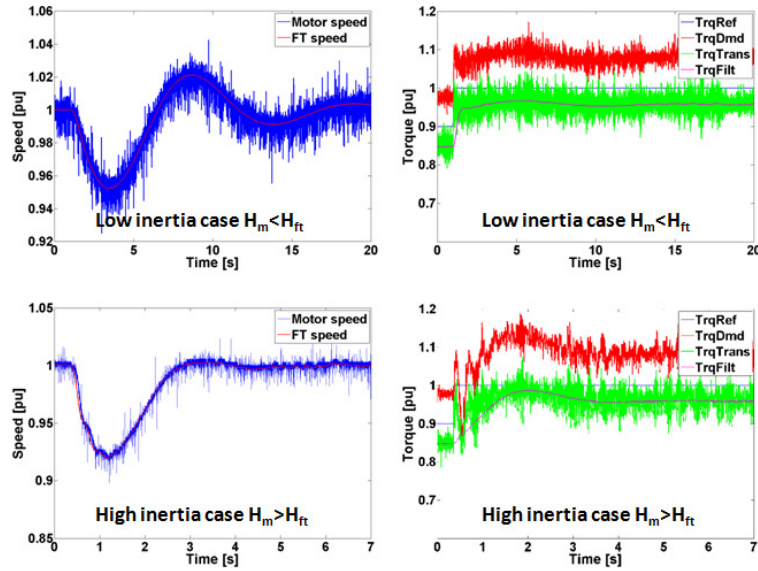 1.06
1.04
1.02
1
0.98
0.96
0.94
0.92
Speed [pu]
Motor speed
FT speed
Low inertia case Hm<Hft
0 5 10 15 20
Time [s]
1.2
1.1
1
0.9
0.8
0.7
Torque [pu]
TrqRef
TrqDmd
TrqTrans
TrqFilt
Low inertia case Hm<Hft
0 5 10 15 20
Time [s]
1.05
1
0.95
0.9
0.85
Speed [pu]
Motor speed
FT speed
High inertia case Hm>Hft
0 1 2 3 4 5 6 7
Time [s]
1.2
1.1
1
0.9
0.8
0.7
Torque [pu]
TrqRef
TrqDmd
TrqTrans
TrqFilt
High inertia case Hm>Hft
0 1 2 3 4 5 6 7
Time [s]